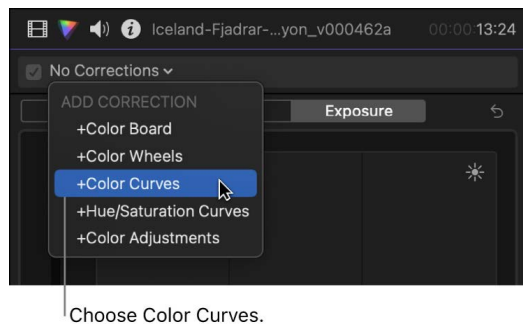 Iceland-Fjadrar-...yon_v000462a 00:00:13:24
No Corrections
ADD CORRECTION
+Color Board
Exposure
+Color Wheels
+Color Curves
+Hue/Saturation Curves
+Color Adjustments
Choose Color Curves.